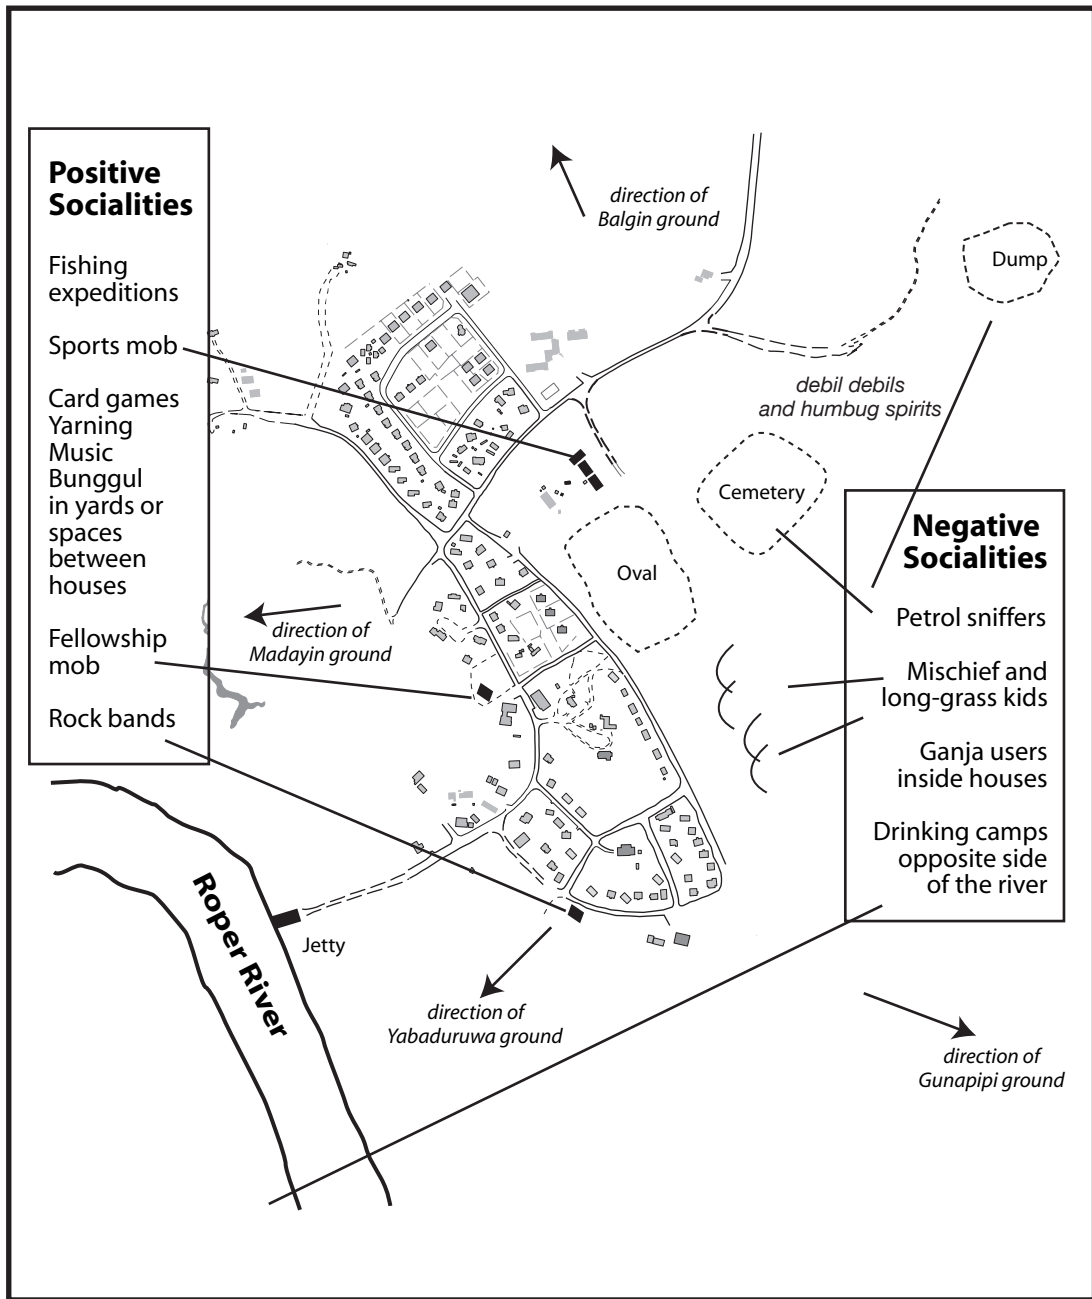 Positive
Socialities
Fishing
expeditions
Sports mob
Card games
Yarning
Music
Bunggul
in yards or
spaces
between
houses
Fellowship
mob
Rock bands
direction of
Balgin ground
Dump
debil debils
and humbug spirits
Cemetery
Oval
direction of
Madayin ground
Negative
Socialities
Petrol sniffers
Mischief and
long-grass kids
Ganja users
inside houses
Drinking camps
opposite side
of the river
Roper River
Jetty
direction of
Yabaduruwa ground
direction of
Gunapipi ground